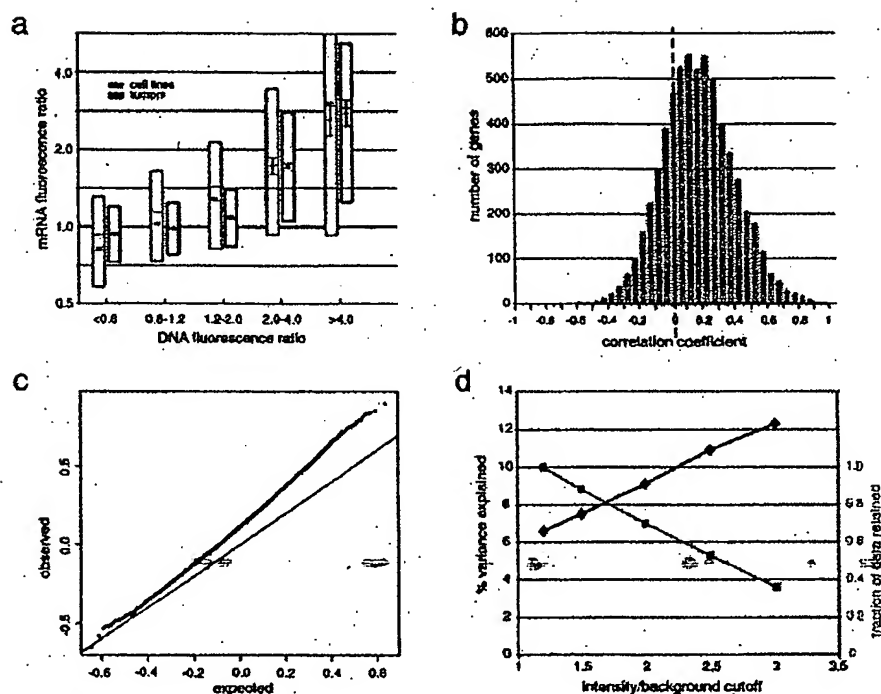 a
mRNA fluorescence ratio
4.0
2.0
1.0
0.5
cell lines
tumors
<0.8
0.8-1.2
1.2-2.0
2.0-4.0
>4.0
DNA fluorescence ratio
b
number of genes
600
500
400
300
200
100
0
-1 -0.8 -0.6 -0.4 -0.2 0 0.2 0.4 0.6 0.8 1
correlation coefficient
c
observed
0.5
0.0
-0.5
-0.6 -0.4 -0.2 0.0 0.2 0.4 0.6
expected
d
% variance explained
14
12
10
8
6
4
2
0
1.0
0.8
0.6
0.4
0.2
0
fraction of data retained
1 1.5 2 2.5 3 3.5
intensity/background cutoff